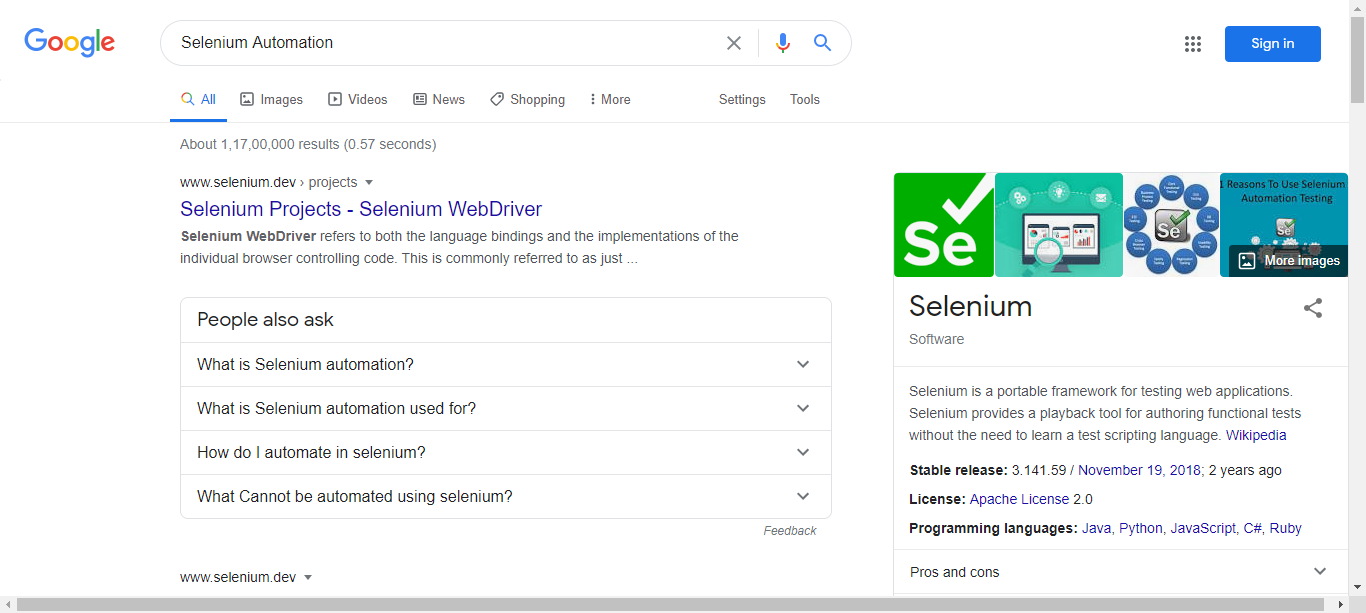 Google
Selenium Automation
Sign in
All
Images
Videos
News
Shopping
More
Settings
Tools
About 1,17,00,000 results (0.57 seconds)
www.selenium.dev › projects
Selenium Projects - Selenium WebDriver
Selenium WebDriver refers to both the language bindings and the implementations of the
individual browser controlling code. This is commonly referred to as just ...
People also ask
What is Selenium automation?
What is Selenium automation used for?
How do I automate in selenium?
What Cannot be automated using selenium?
Feedback
www.selenium.dev
Se
Se
1 Reasons To Use Selenium
Automation Testing
Se
More images
Selenium
Software
Selenium is a portable framework for testing web applications.
Selenium provides a playback tool for authoring functional tests
without the need to learn a test scripting language. Wikipedia
Stable release: 3.141.59 / November 19, 2018; 2 years ago
License: Apache License 2.0
Programming languages: Java, Python, JavaScript, C#, Ruby
Pros and cons